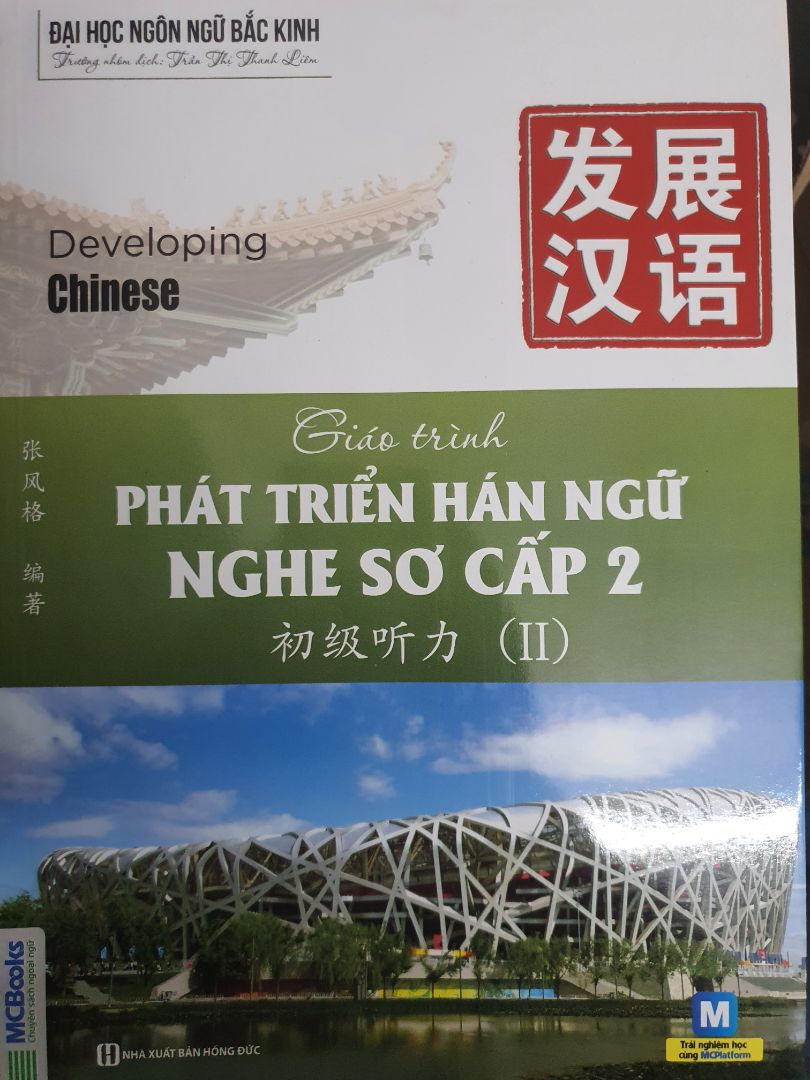 ĐẠI HỌC NGÔN NGỮ BẮC KINH
Trưởng nhóm dịch: Trần Thị Thanh Liêm
发展
汉语
Developing
Chinese
张风格 编著
Giáo trình
PHÁT TRIỂN HÁN NGỮ
NGHE SƠ CẤP 2
初级听力 (II)
MCBooks
Chuyên sách ngoại ngữ
H NHÀ XUẤT BẢN HỒNG ĐỨC
M
Trải nghiệm học
cùng MCPlatform